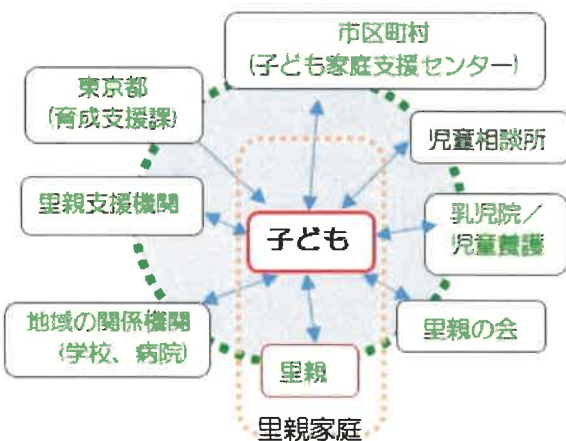 市区町村
(子ども家庭支援センター)
東京都
(育成支援課)
児童相談所
里親支援機関
子ども
乳児院／
児童養護
地域の関係機関
(学校、病院)
里親の会
里親
里親家庭